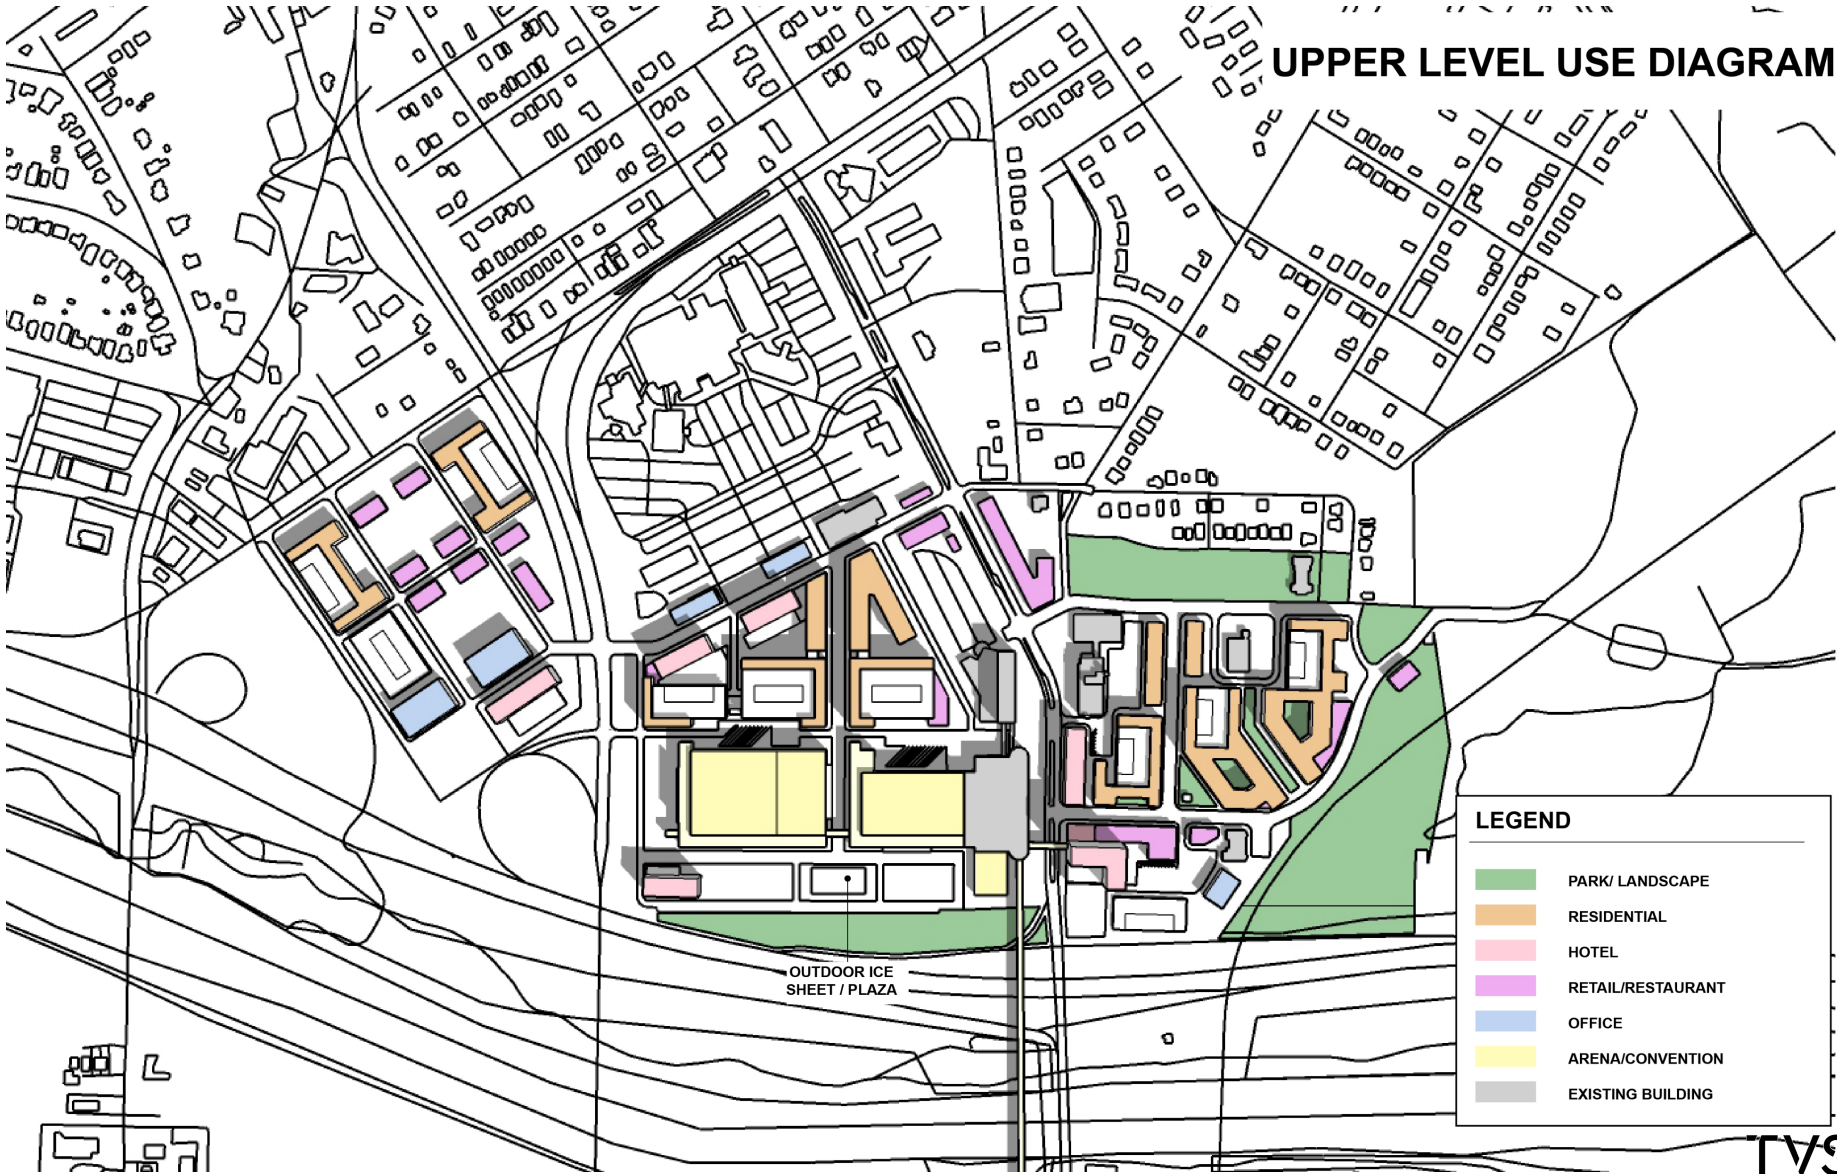 UPPER LEVEL USE DIAGRAM
OUTDOOR ICE
SHEET / PLAZA
LEGEND
PARK/ LANDSCAPE
RESIDENTIAL
HOTEL
RETAIL/RESTAURANT
OFFICE
ARENA/CONVENTION
EXISTING BUILDING
TVS